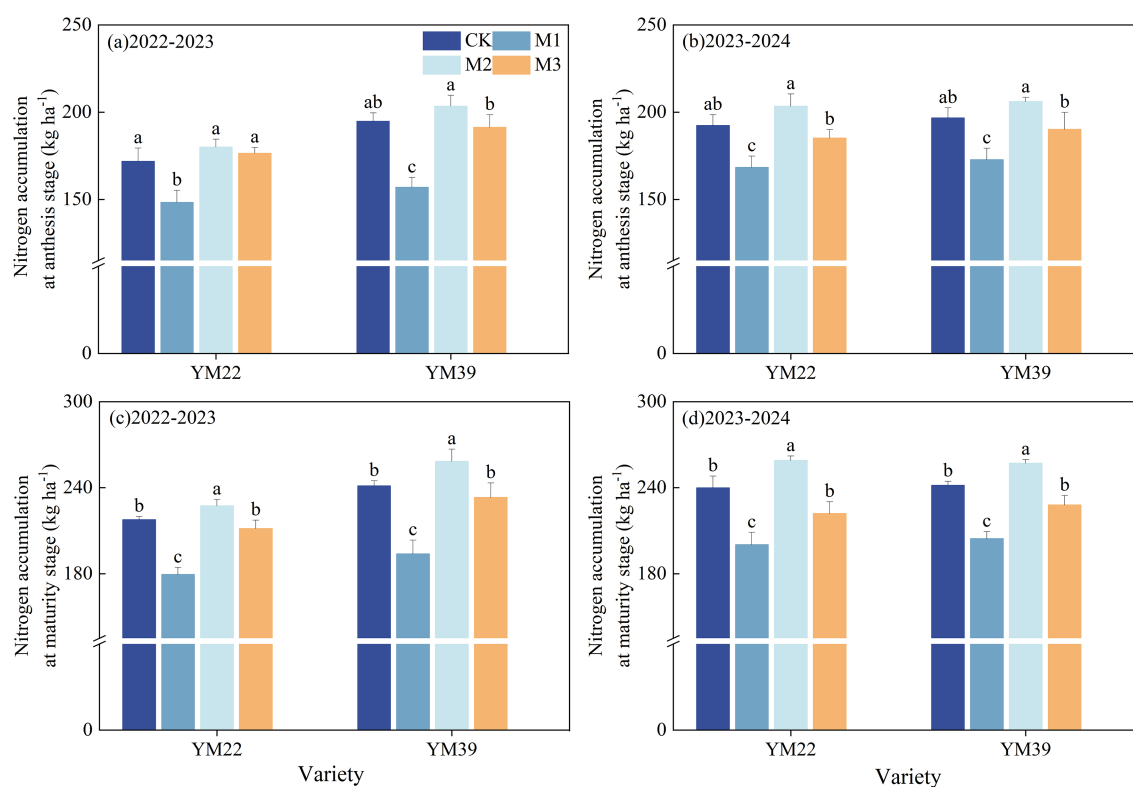 (a)2022-2023
CK
M1
M2
M3
Nitrogen accumulation
at anthesis stage (kg ha⁻¹)
250
200
150
0
a
b
a
a
ab
c
a
b
YM22
YM39
(b)2023-2024
Nitrogen accumulation
at anthesis stage (kg ha⁻¹)
250
200
150
0
ab
c
a
b
ab
c
a
b
YM22
YM39
(c)2022-2023
Nitrogen accumulation
at maturity stage (kg ha⁻¹)
300
240
180
0
b
c
a
b
b
c
a
b
YM22
YM39
Variety
(d)2023-2024
Nitrogen accumulation
at maturity stage (kg ha⁻¹)
300
240
180
0
b
c
a
b
b
c
a
b
YM22
YM39
Variety